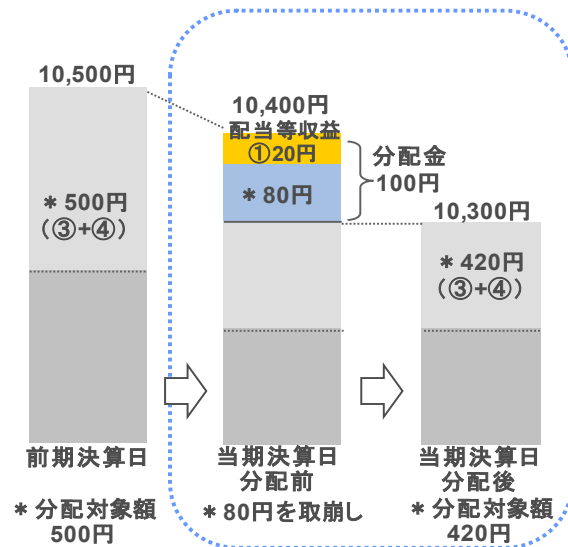 10,500円
＊500円
（③+④）
前期決算日
＊分配対象額
500円
10,400円
配当等収益
①20円
＊80円
分配金
100円
当期決算日
分配前
＊80円を取崩し
10,300円
＊420円
（③+④）
当期決算日
分配後
＊分配対象額
420円